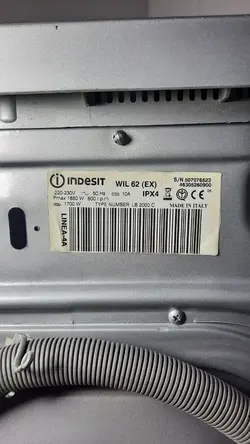 indesit WIL 62 (EX) S/N 507076523
46305260900
220-230V 50 Hz 10A IPX4
Pmax 1850 W 600 r.p.m. MADE IN ITALY
1700 W TYPE NUMBER LB 2000 C
LINEA-4A